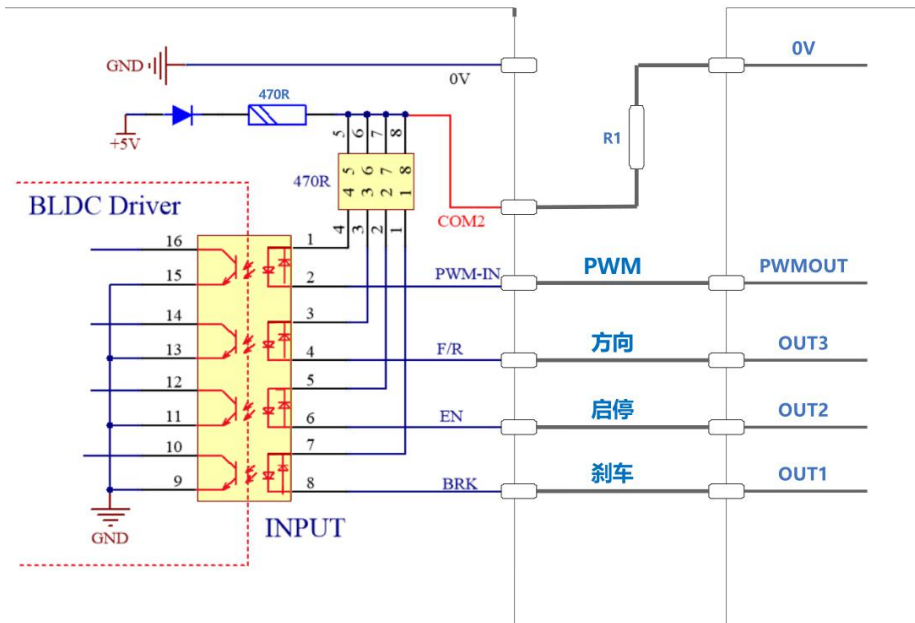 GND
0V
0V
470R
+5V
R1
5 6 7 8
5 6 7 8
470R
4 3 2 1
4 3 2 1
COM2
BLDC Driver
16
1
PWM-IN
PWM
PWMOUT
15
2
14
3
13
4
F/R
方向
OUT3
12
5
11
6
EN
启停
OUT2
10
7
9
8
BRK
刹车
OUT1
GND
INPUT